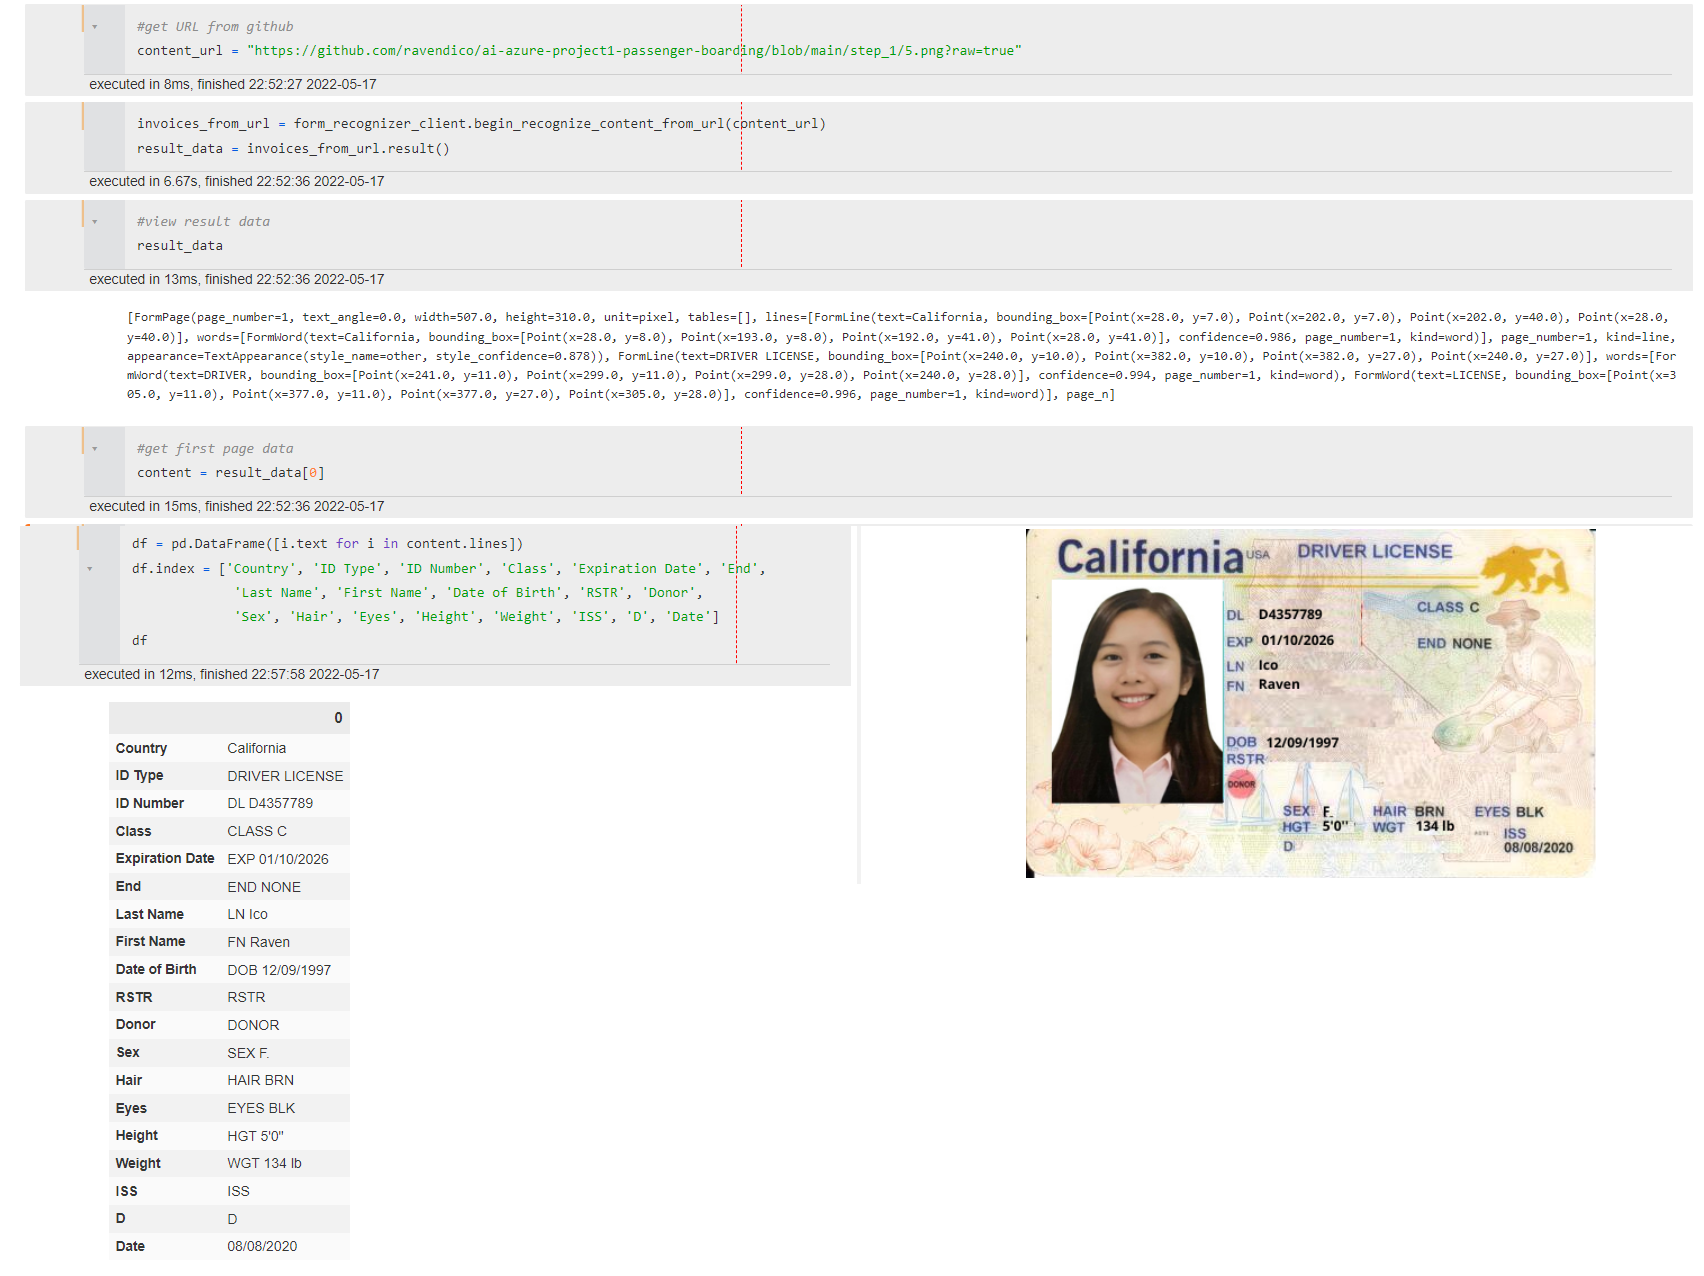 #get URL from github
content_url = "https://github.com/ravendico/ai-azure-project1-passenger-boarding/blob/main/step_1/5.png?raw=true"
executed in 8ms, finished 22:52:27 2022-05-17
invoices_from_url = form_recognizer_client.begin_recognize_content_from_url(content_url)
result_data = invoices_from_url.result()
executed in 6.67s, finished 22:52:36 2022-05-17
#view result data
result_data
executed in 13ms, finished 22:52:36 2022-05-17
[FormPage(page_number=1, text_angle=0.0, width=507.0, height=310.0, unit=pixel, tables=[], lines=[FormLine(text=California, bounding_box=[Point(x=28.0, y=7.0), Point(x=202.0, y=7.0), Point(x=202.0, y=40.0), Point(x=28.0,
y=40.0)], words=[FormWord(text=California, bounding_box=[Point(x=28.0, y=8.0), Point(x=193.0, y=8.0), Point(x=192.0, y=41.0), Point(x=28.0, y=41.0)], confidence=0.986, page_number=1, kind=word)], page_number=1, kind=line,
appearance=TextAppearance(style_name=other, style_confidence=0.878)), FormLine(text=DRIVER LICENSE, bounding_box=[Point(x=240.0, y=10.0), Point(x=382.0, y=10.0), Point(x=382.0, y=27.0), Point(x=240.0, y=27.0)], words=[For
mWord(text=DRIVER, bounding_box=[Point(x=241.0, y=11.0), Point(x=299.0, y=11.0), Point(x=299.0, y=28.0), Point(x=240.0, y=28.0)], confidence=0.994, page_number=1, kind=word), FormWord(text=LICENSE, bounding_box=[Point(x=3
05.0, y=11.0), Point(x=377.0, y=11.0), Point(x=377.0, y=27.0), Point(x=305.0, y=28.0)], confidence=0.996, page_number=1, kind=word)], page_n]
#get first page data
content = result_data[0]
executed in 15ms, finished 22:52:36 2022-05-17
df = pd.DataFrame([i.text for i in content.lines])
df.index = ['Country', 'ID Type', 'ID Number', 'Class', 'Expiration Date', 'End',
'Last Name', 'First Name', 'Date of Birth', 'RSTR', 'Donor',
'Sex', 'Hair', 'Eyes', 'Height', 'Weight', 'ISS', 'D', 'Date']
df
executed in 12ms, finished 22:57:58 2022-05-17
0
Country California
ID Type DRIVER LICENSE
ID Number DL D4357789
Class CLASS C
Expiration Date EXP 01/10/2026
End END NONE
Last Name LN Ico
First Name FN Raven
Date of Birth DOB 12/09/1997
RSTR RSTR
Donor DONOR
Sex SEX F.
Hair HAIR BRN
Eyes EYES BLK
Height HGT 5'0"
Weight WGT 134 lb
ISS ISS
D D
Date 08/08/2020
California USA DRIVER LICENSE
DL D4357789 CLASS C
EXP 01/10/2026 END NONE
LN Ico
FN Raven
DOB 12/09/1997
RSTR
DONOR
SEX F. HAIR BRN EYES BLK
HGT 5'0" WGT 134 lb ISS
D 08/08/2020